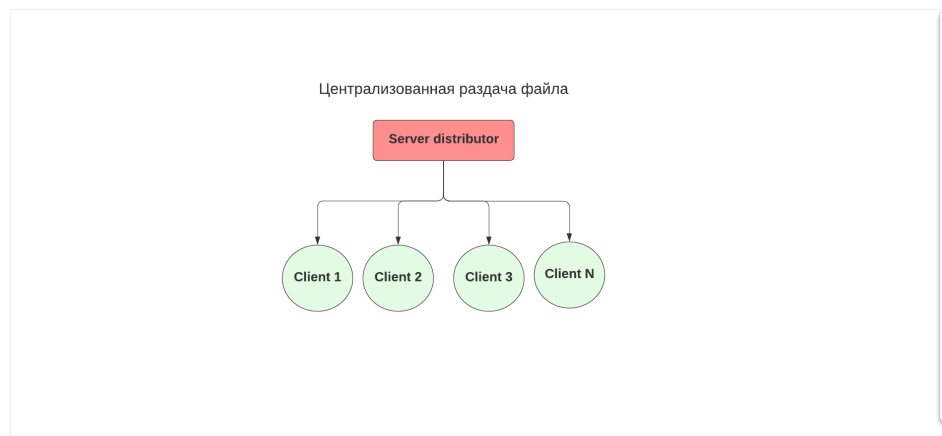 Централизованная раздача файла
Server distributor
Client 1
Client 2
Client 3
Client N